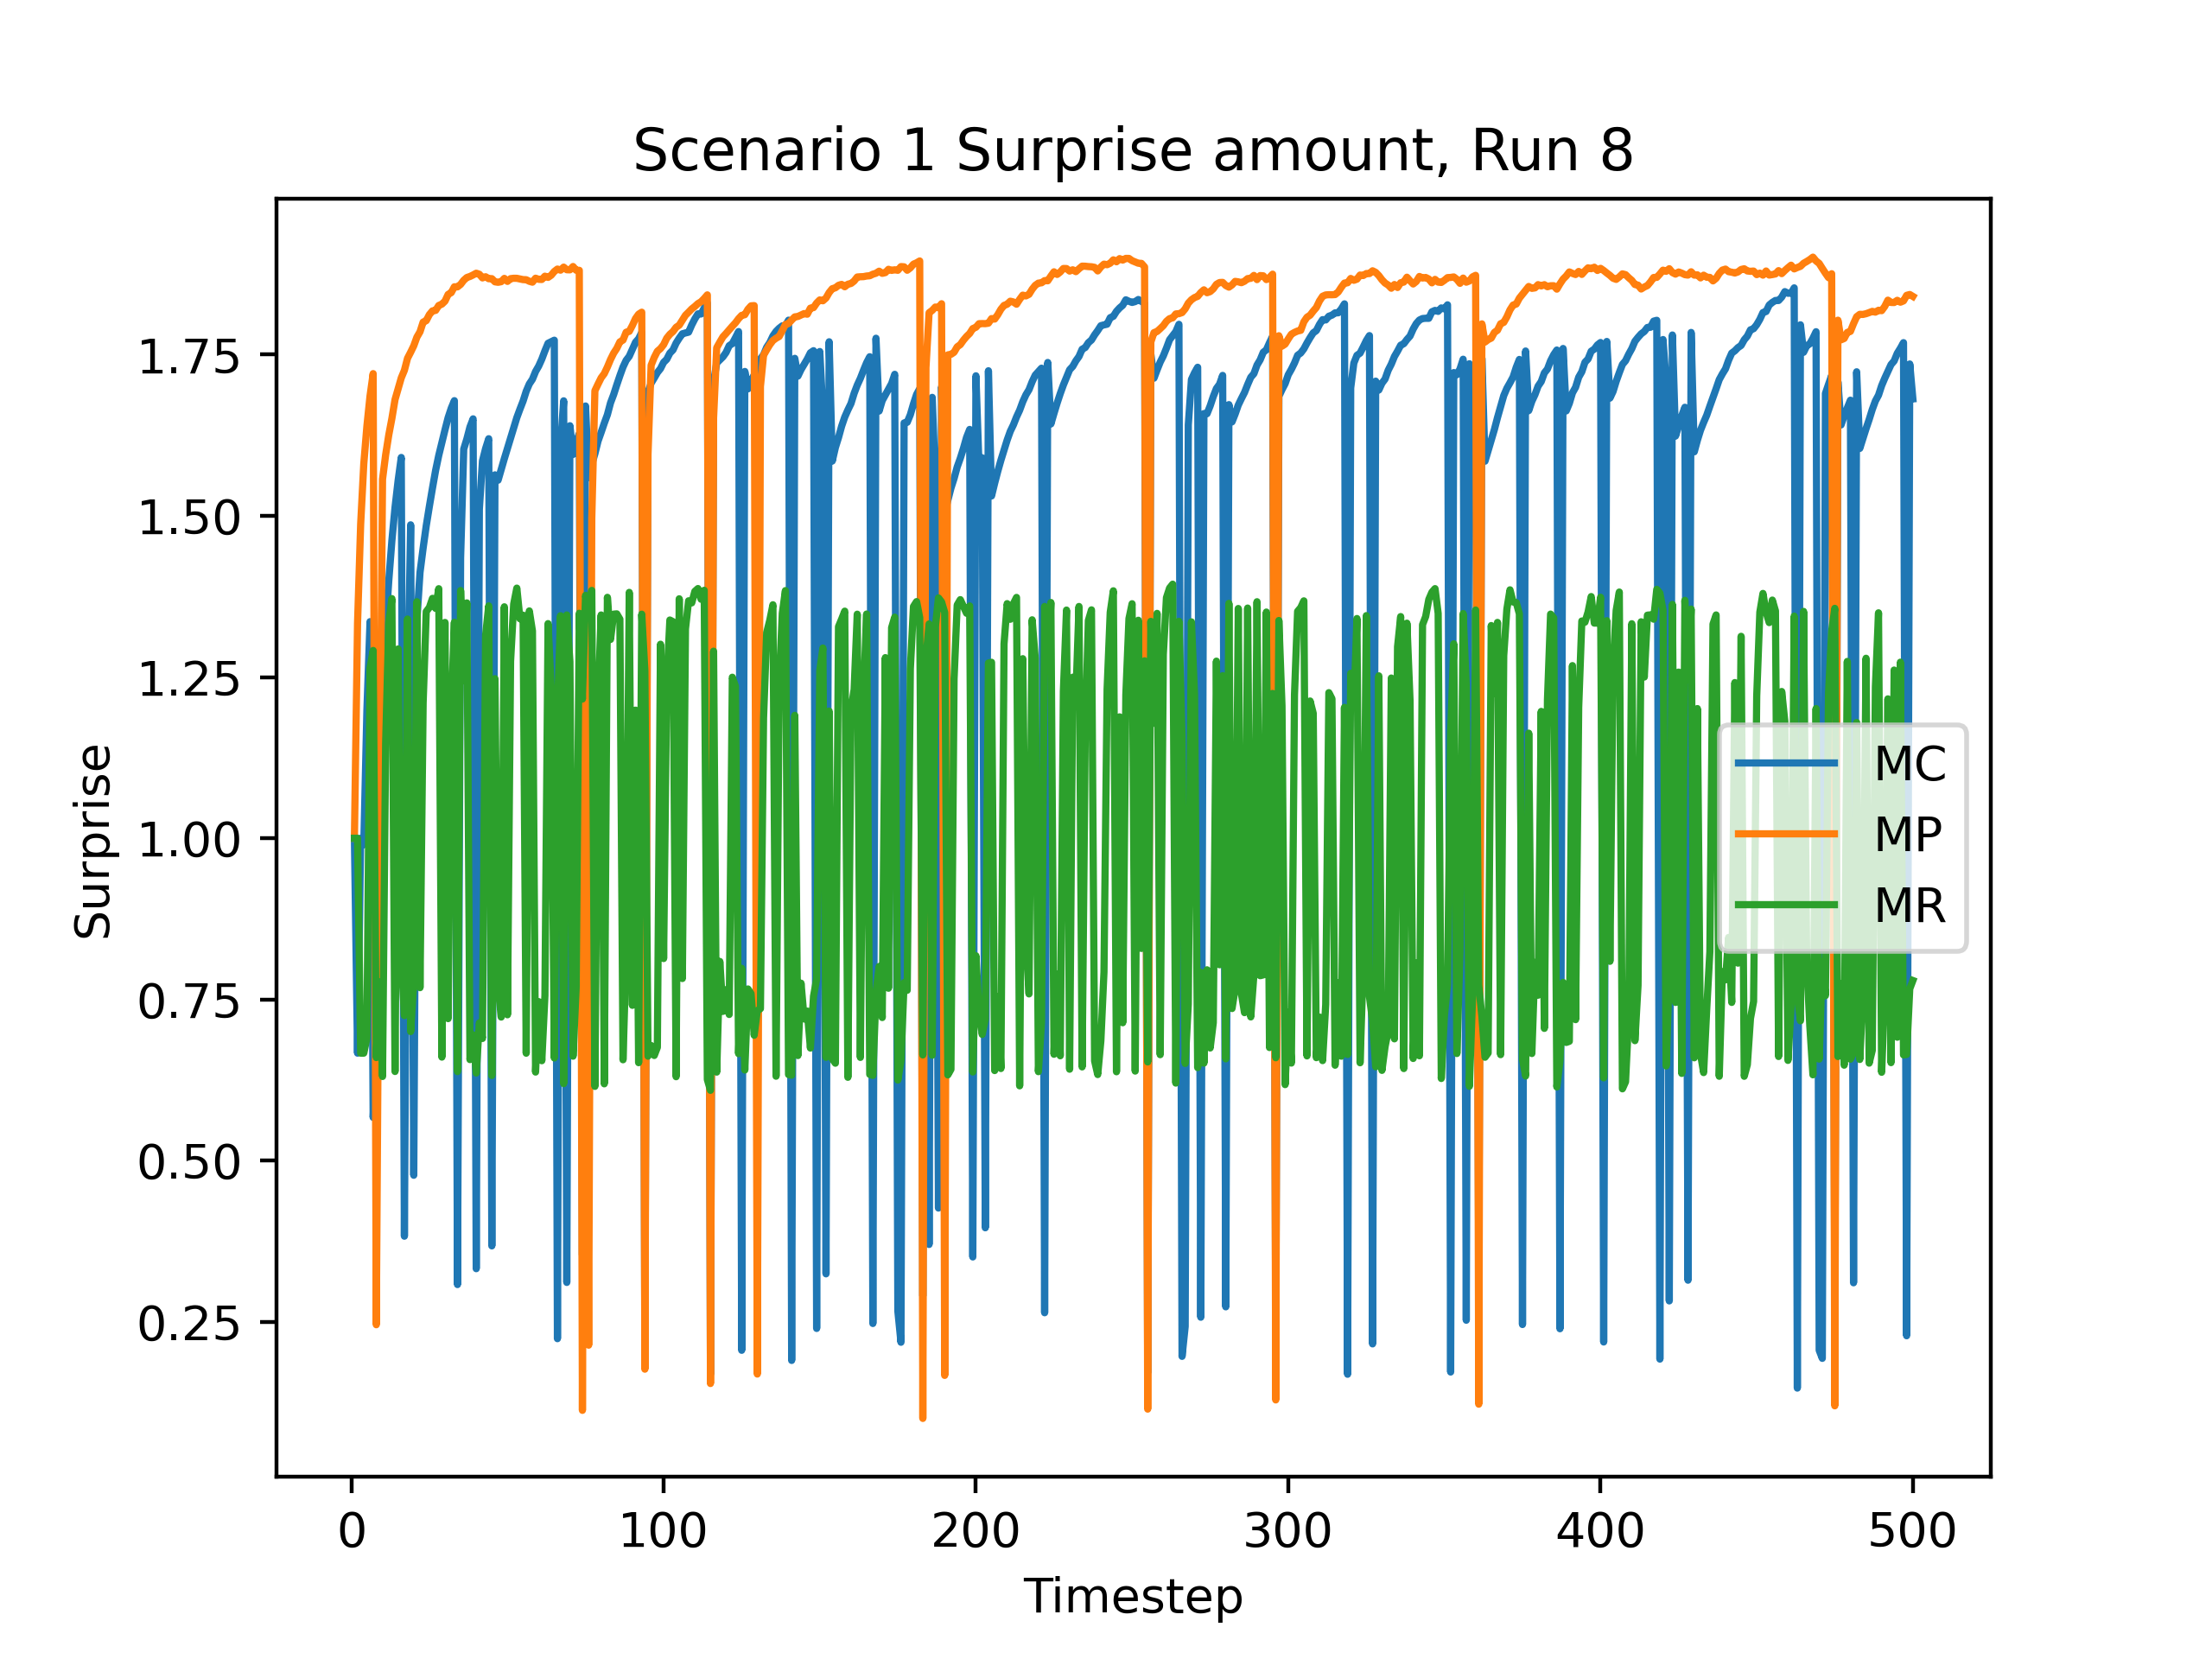 Scenario 1 Surprise amount, Run 8
Surprise
1.75
1.50
1.25
1.00
0.75
0.50
0.25
MC
MP
MR
0 100 200 300 400 500
Timestep